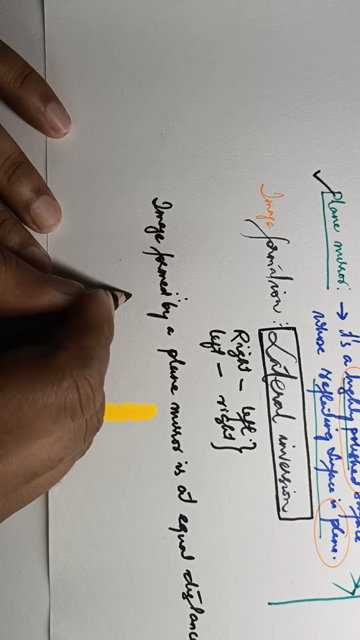 ✓ Plane mirror: → it's a highly polished surface
whose reflecting surface is plane.
Image formation: Lateral inversion
Right - left
left - right }
Image formed by a plane mirror is at equal distance